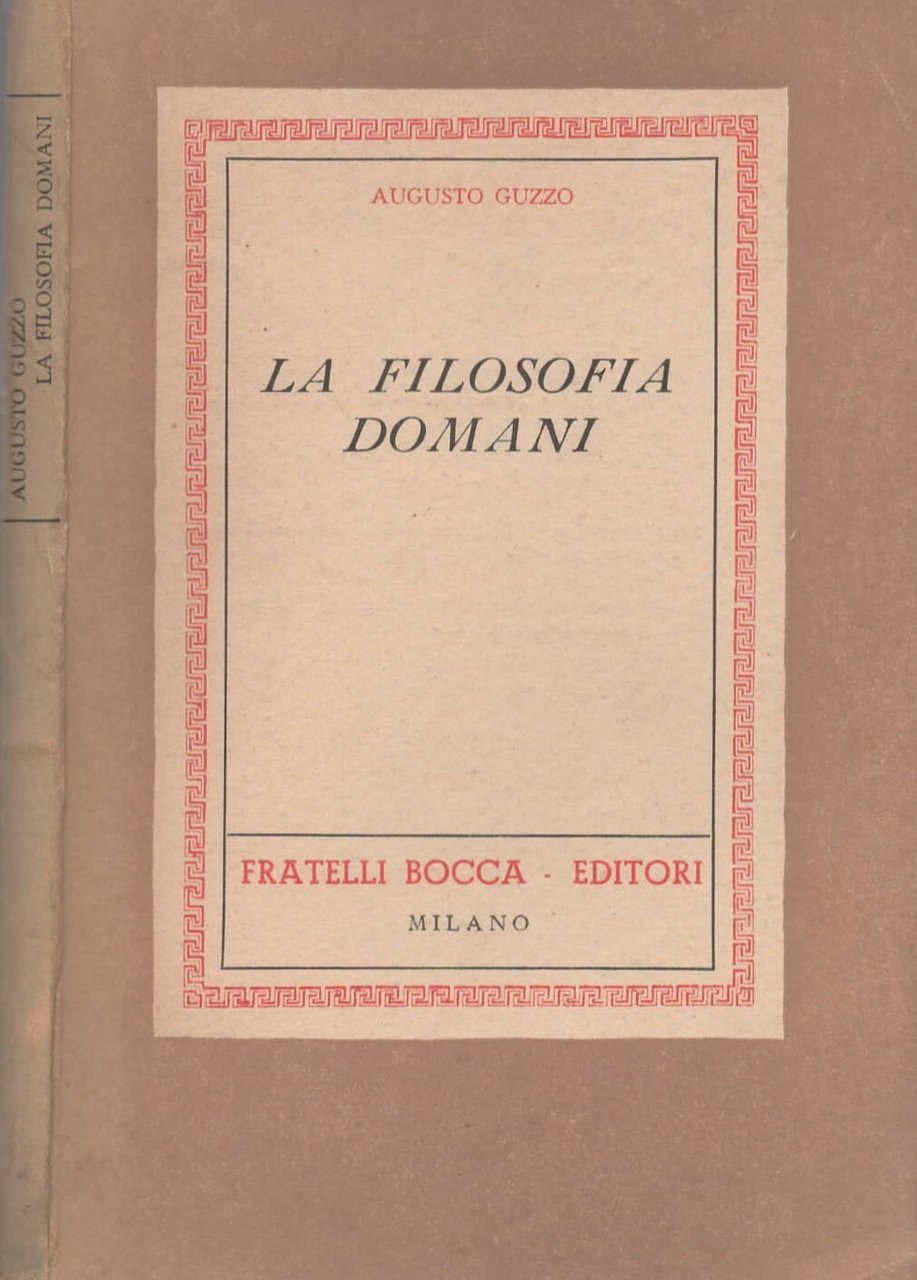 AUGUSTO GUZZO
LA FILOSOFIA DOMANI
AUGUSTO GUZZO
LA FILOSOFIA
DOMANI
FRATELLI BOCCA - EDITORI
MILANO